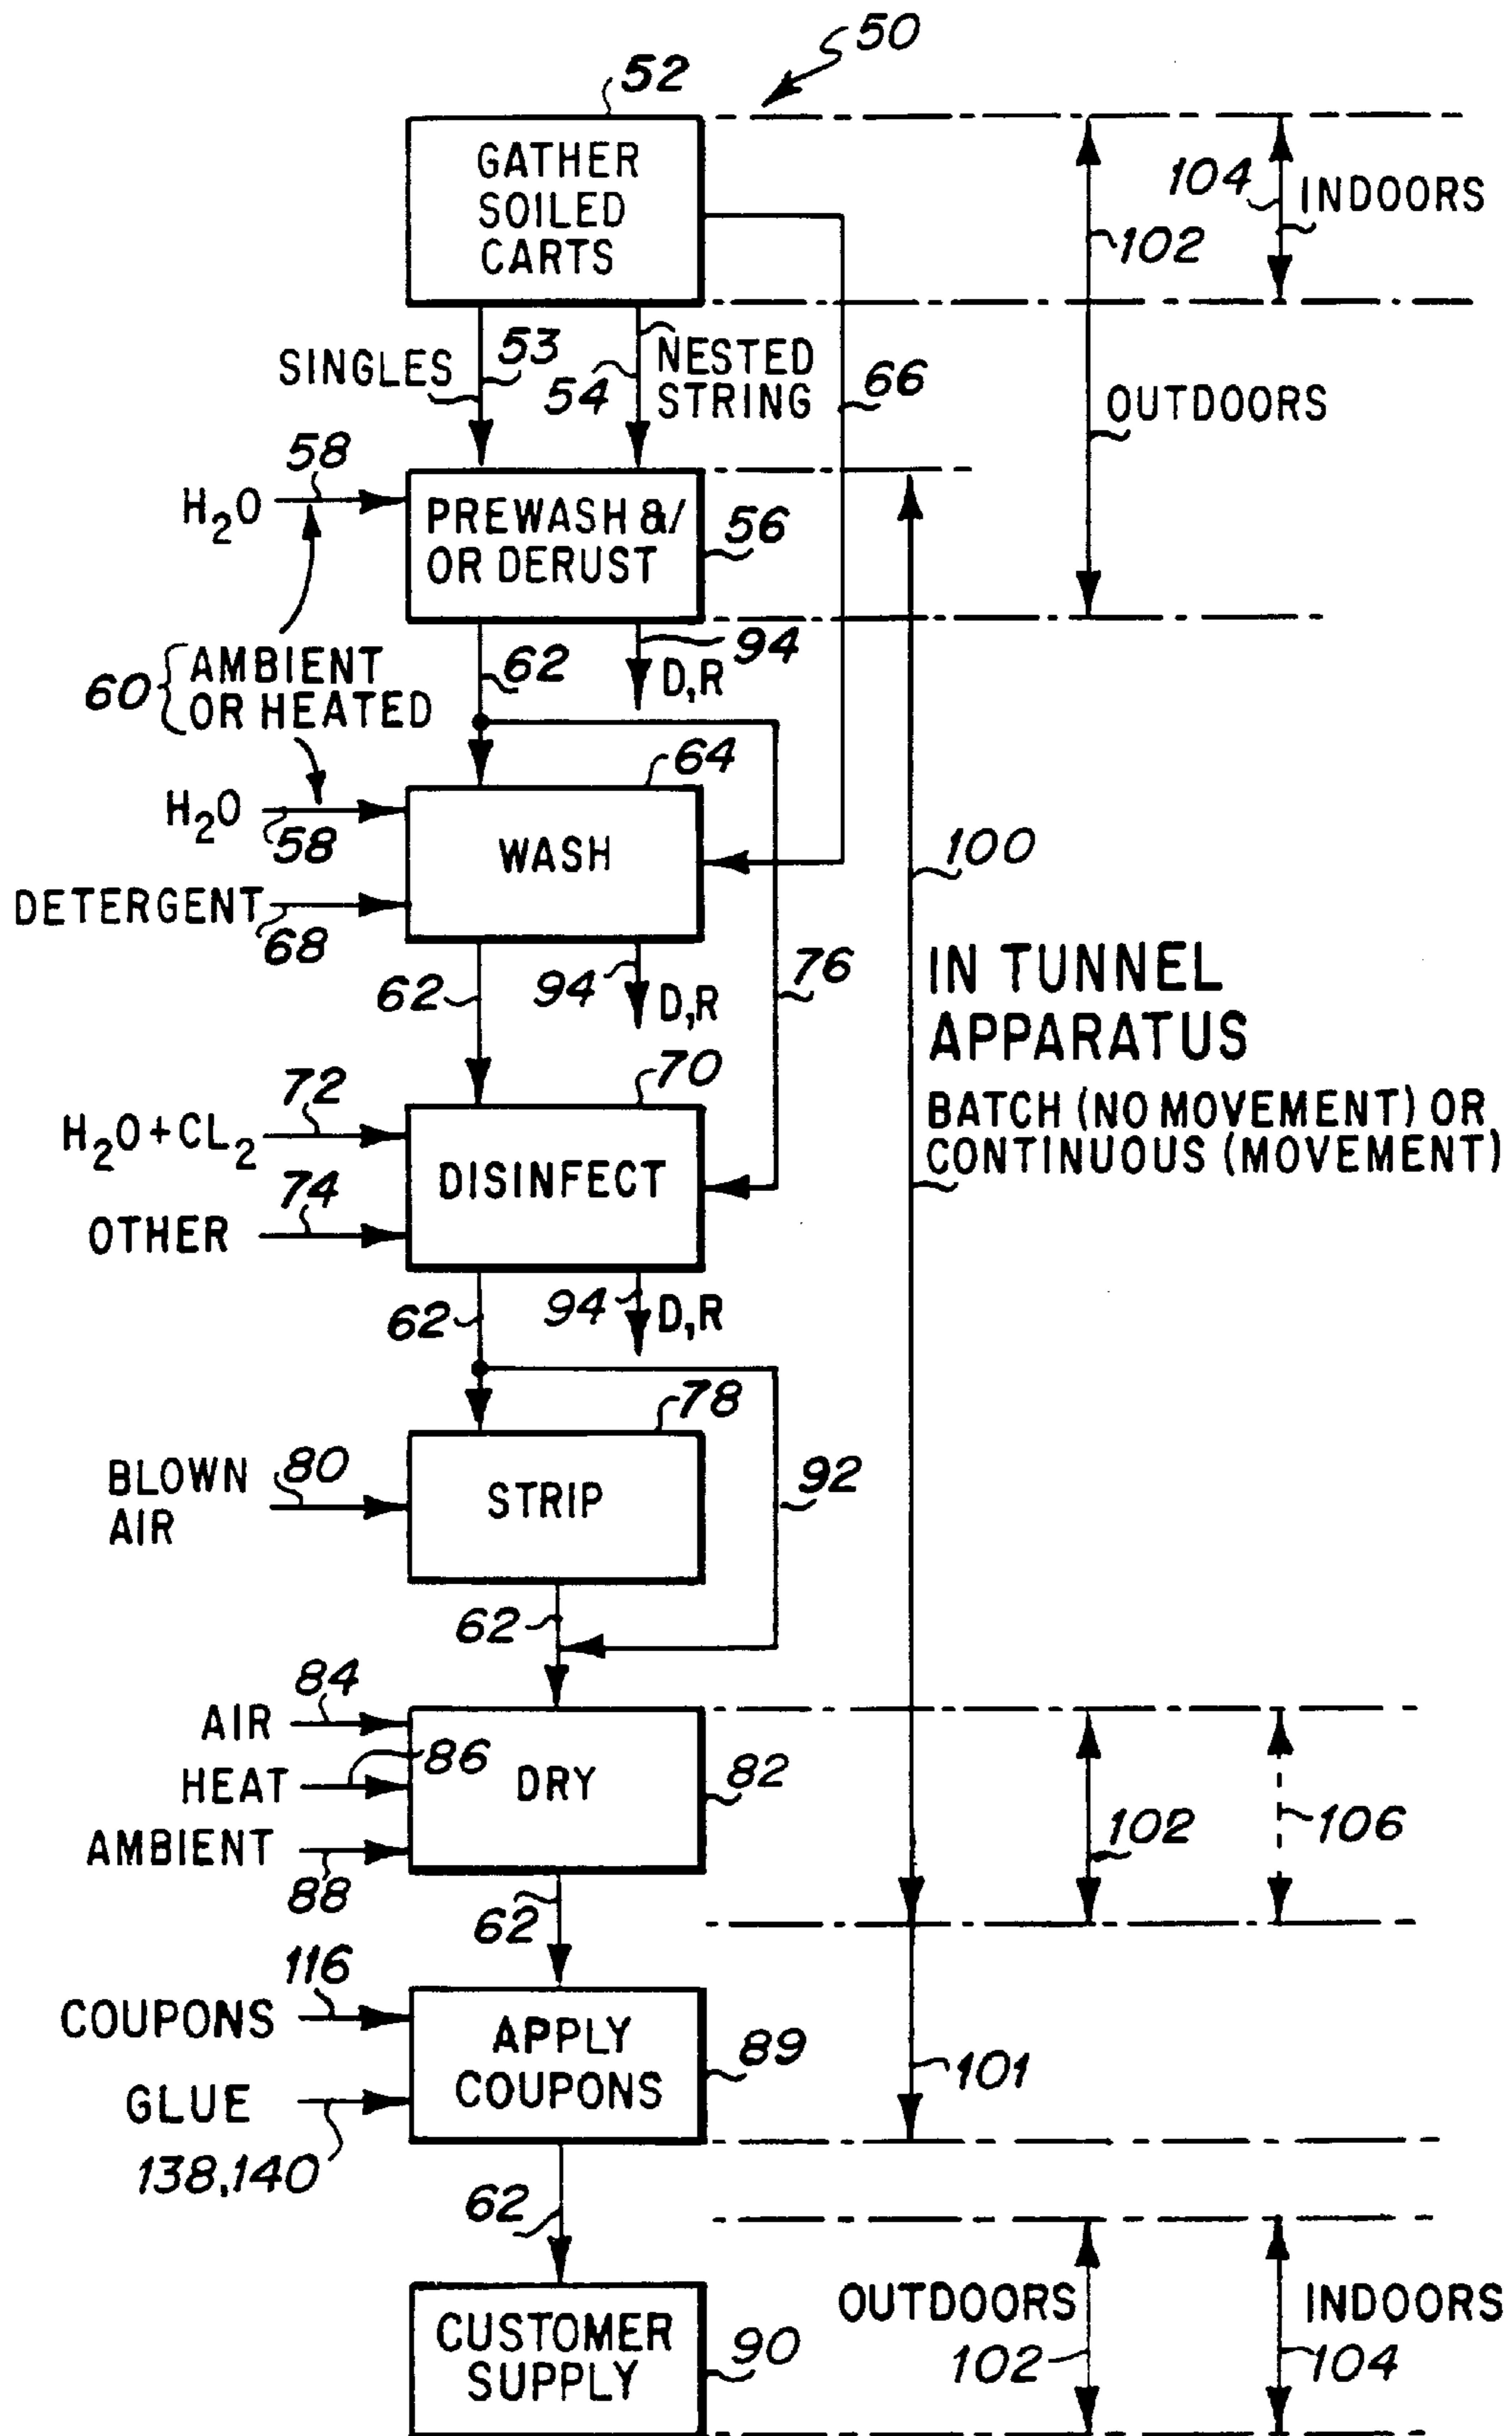 50
52
GATHER
SOILED
CARTS
104
INDOORS
102
SINGLES
53
54
NESTED
STRING
66
OUTDOORS
58
H2O
PREWASH &/
OR DERUST
56
60
AMBIENT
OR HEATED
62
94
D,R
64
H2O
58
WASH
100
DETERGENT
68
62
94
D,R
76
IN TUNNEL
APPARATUS
BATCH (NO MOVEMENT) OR
CONTINUOUS (MOVEMENT)
70
72
H2O+CL2
DISINFECT
74
OTHER
62
94
D,R
78
BLOWN
AIR
80
STRIP
92
62
84
AIR
HEAT
86
DRY
82
AMBIENT
88
102
106
62
116
COUPONS
APPLY
COUPONS
89
101
GLUE
138,140
62
OUTDOORS
102
INDOORS
104
CUSTOMER
SUPPLY
90